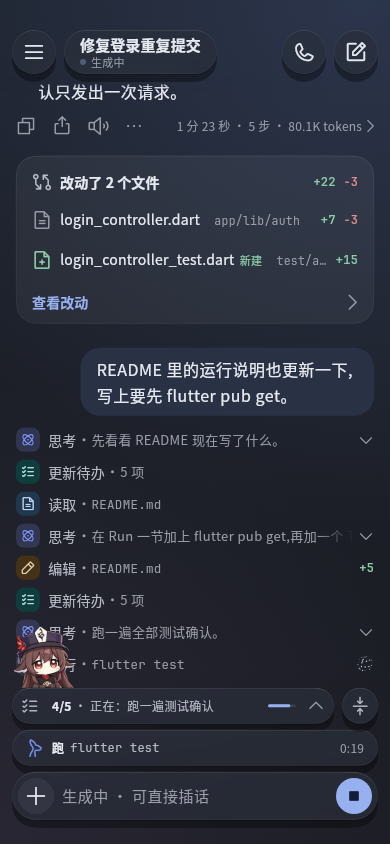 修复登录重复提交
生成中
认只发出一次请求。
1 分 23 秒 · 5 步 · 80.1K tokens
改动了 2 个文件 +22 -3
login_controller.dart app/lib/auth +7 -3
login_controller_test.dart 新建 test/a… +15
查看改动
README 里的运行说明也更新一下，
写上要先 flutter pub get。
思考 · 先看看 README 现在写了什么。
更新待办 · 5 项
读取 · README.md
思考 · 在 Run 一节加上 flutter pub get,再加一个
编辑 · README.md +5
更新待办 · 5 项
思考 · 跑一遍全部测试确认。
· flutter test
4/5 · 正在：跑一遍测试确认
跑 flutter test 0:19
生成中 · 可直接插话